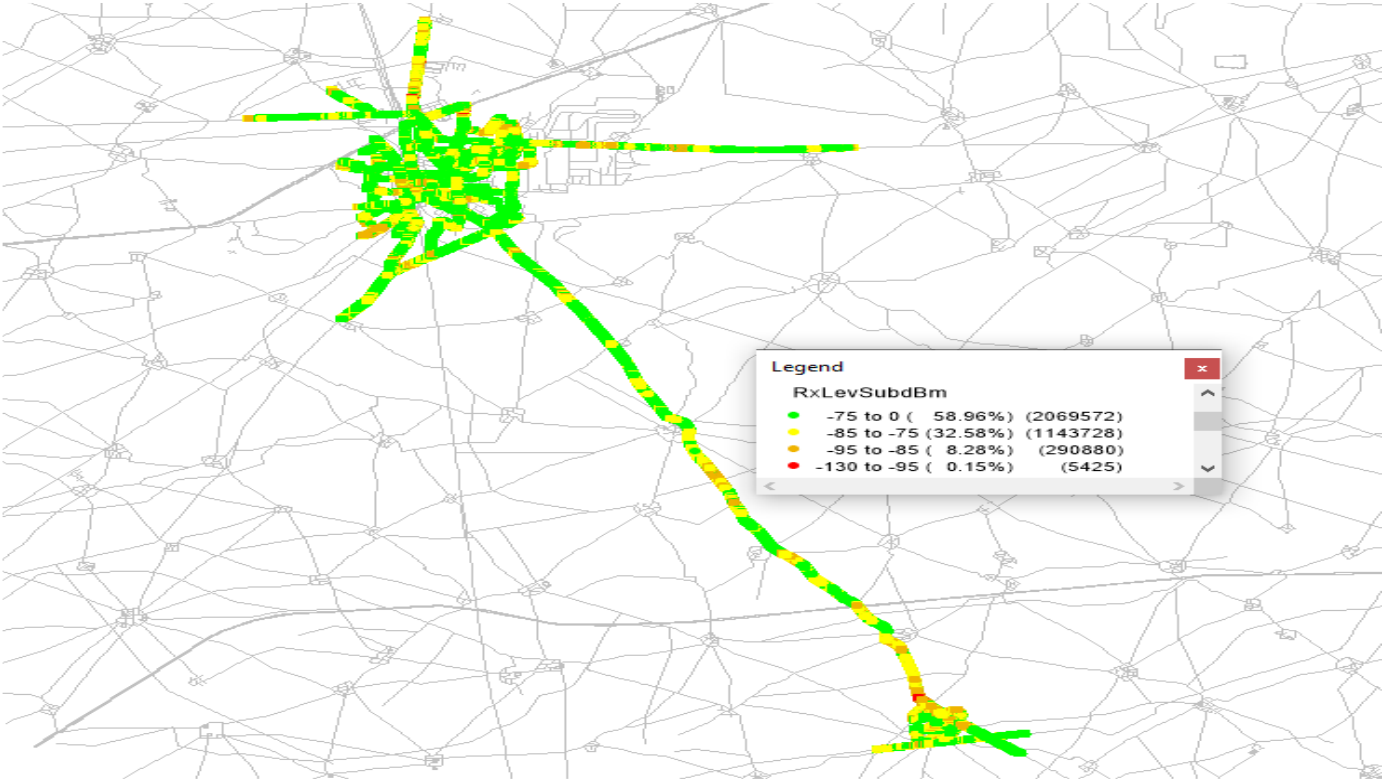 Legend
RxLevSubdBm
-75 to 0 ( 58.96%) (2069572)
-85 to -75 (32.58%) (1143728)
-95 to -85 ( 8.28%) (290880)
-130 to -95 ( 0.15%) (5425)